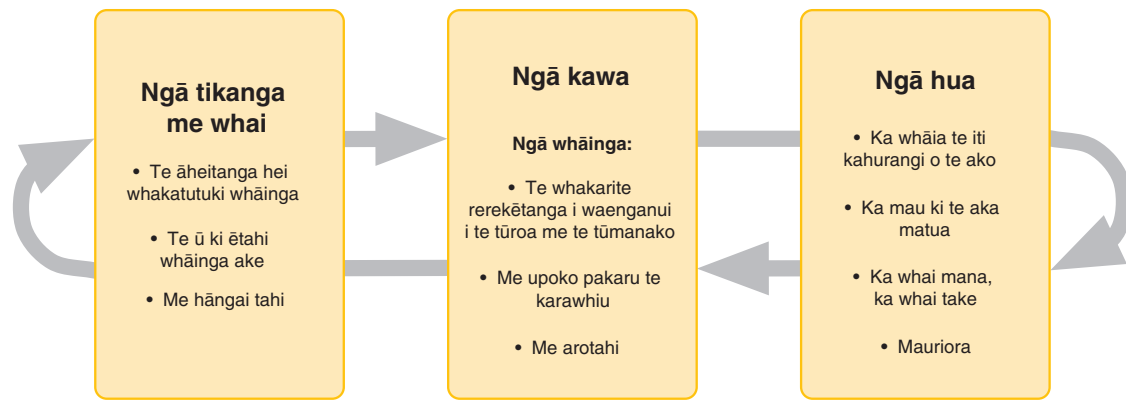 Ngā tikanga
me whai
• Te āheitanga hei
whakatutuki whāinga
• Te ū ki ētahi
whāinga ake
• Me hāngai tahi
Ngā kawa
Ngā whāinga:
• Te whakarite
rerekētanga i waenganui
i te tūroa me te tūmanako
• Me upoko pakaru te
karawhiu
• Me arotahi
Ngā hua
• Ka whāia te iti
kahurangi o te ako
• Ka mau ki te aka
matua
• Ka whai mana,
ka whai take
• Mauriora